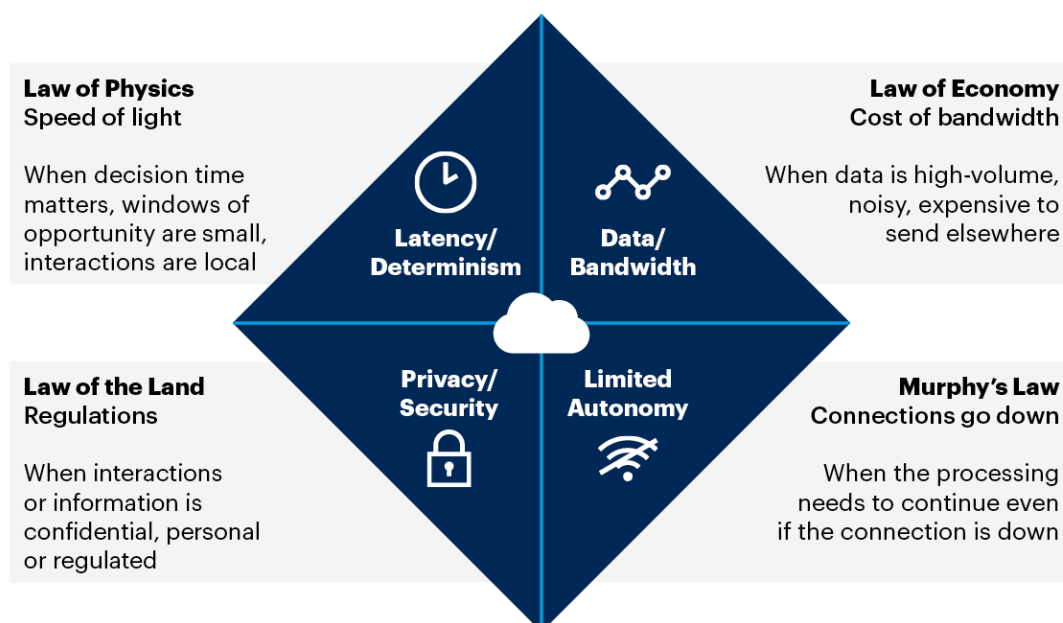 Law of Physics
Speed of light
When decision time
matters, windows of
opportunity are small,
interactions are local
Latency/
Determinism
Data/
Bandwidth
Law of Economy
Cost of bandwidth
When data is high-volume,
noisy, expensive to
send elsewhere
Law of the Land
Regulations
When interactions
or information is
confidential, personal
or regulated
Privacy/
Security
Limited
Autonomy
Murphy’s Law
Connections go down
When the processing
needs to continue even
if the connection is down